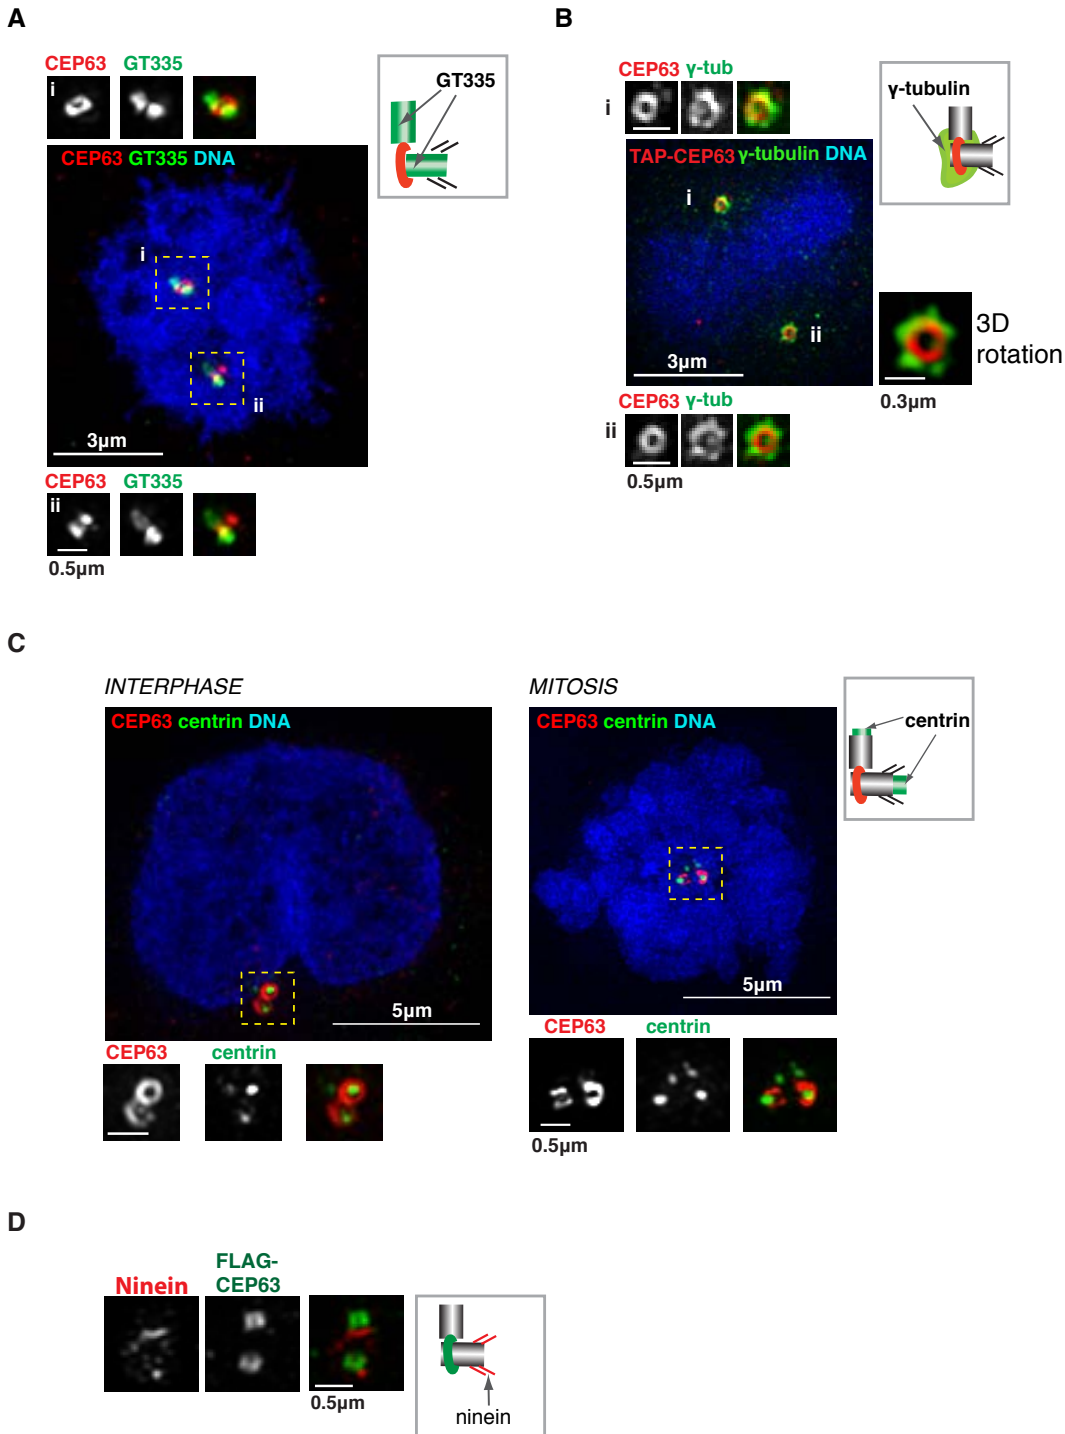 A
CEP63 GT335
i
GT335
CEP63 GT335 DNA
i
ii
3µm
CEP63 GT335
ii
0.5µm
B
CEP63 γ-tub
i
γ-tubulin
TAP-CEP63 γ-tubulin DNA
i
ii
3µm
3D
rotation
0.3µm
CEP63 γ-tub
ii
0.5µm
C
INTERPHASE
CEP63 centrin DNA
5µm
CEP63 centrin
MITOSIS
CEP63 centrin DNA
centrin
5µm
CEP63 centrin
0.5µm
D
Ninein
FLAG-
CEP63
0.5µm
ninein